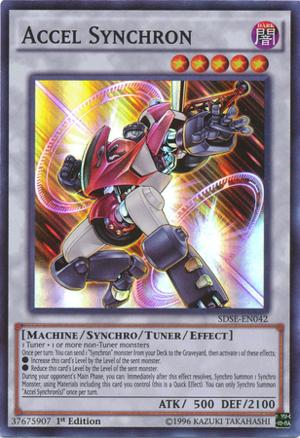 ACCEL SYNCHRON
DARK
闇
SDSE-EN042
[MACHINE/SYNCHRO/TUNER/EFFECT]
1 Tuner + 1 or more non-Tuner monsters
Once per turn: You can send 1 "Synchron" monster from your Deck to the Graveyard, then activate 1 of these effects;
● Increase this card's Level by the Level of the sent monster.
● Reduce this card's Level by the Level of the sent monster.
During your opponent's Main Phase, you can: Immediately after this effect resolves, Synchro Summon 1 Synchro
Monster, using Materials including this card you control (this is a Quick Effect). You can only Synchro Summon
"Accel Synchron(s)" once per turn.
ATK/ 500 DEF/2100
37675907 1st Edition ©1996 KAZUKI TAKAHASHI